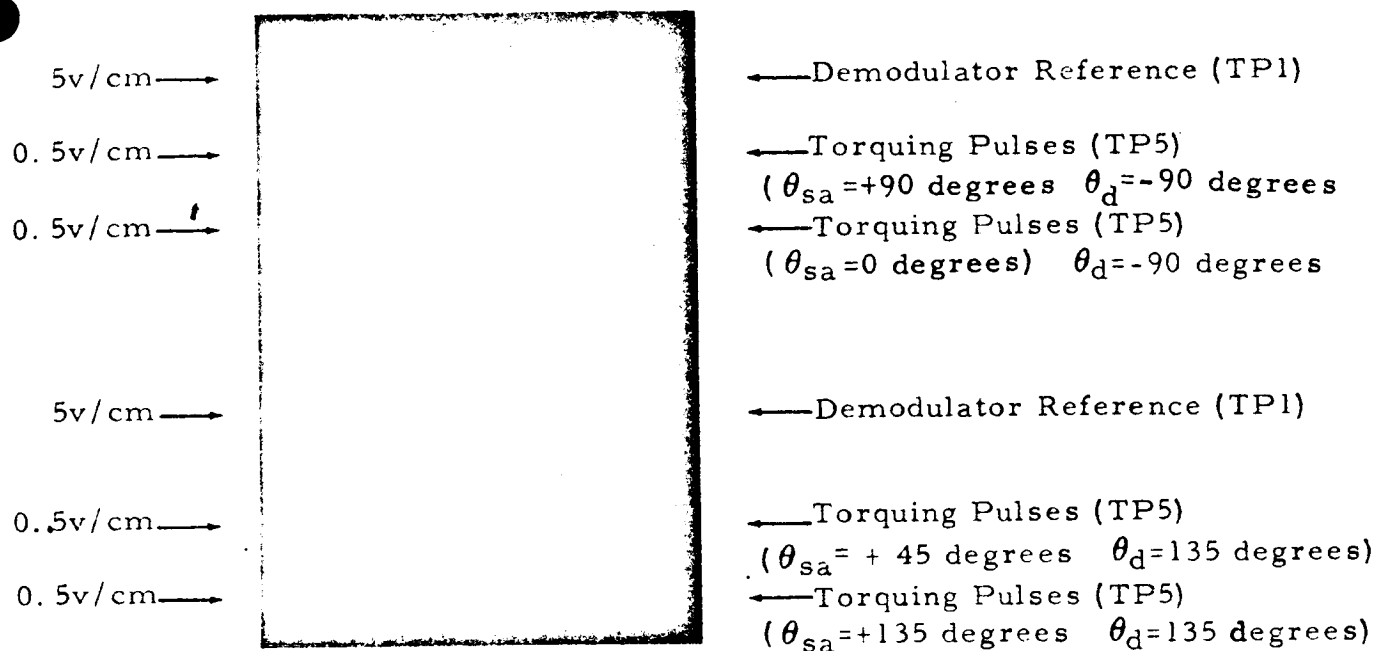 5v/cm Demodulator Reference (TP1)
0.5v/cm Torquing Pulses (TP5)
(θsa=+90 degrees θd=-90 degrees
0.5v/cm Torquing Pulses (TP5)
(θsa=0 degrees) θd=-90 degrees
5v/cm Demodulator Reference (TP1)
0.5v/cm Torquing Pulses (TP5)
(θsa= + 45 degrees θd=135 degrees)
0.5v/cm Torquing Pulses (TP5)
(θsa=+135 degrees θd=135 degrees)